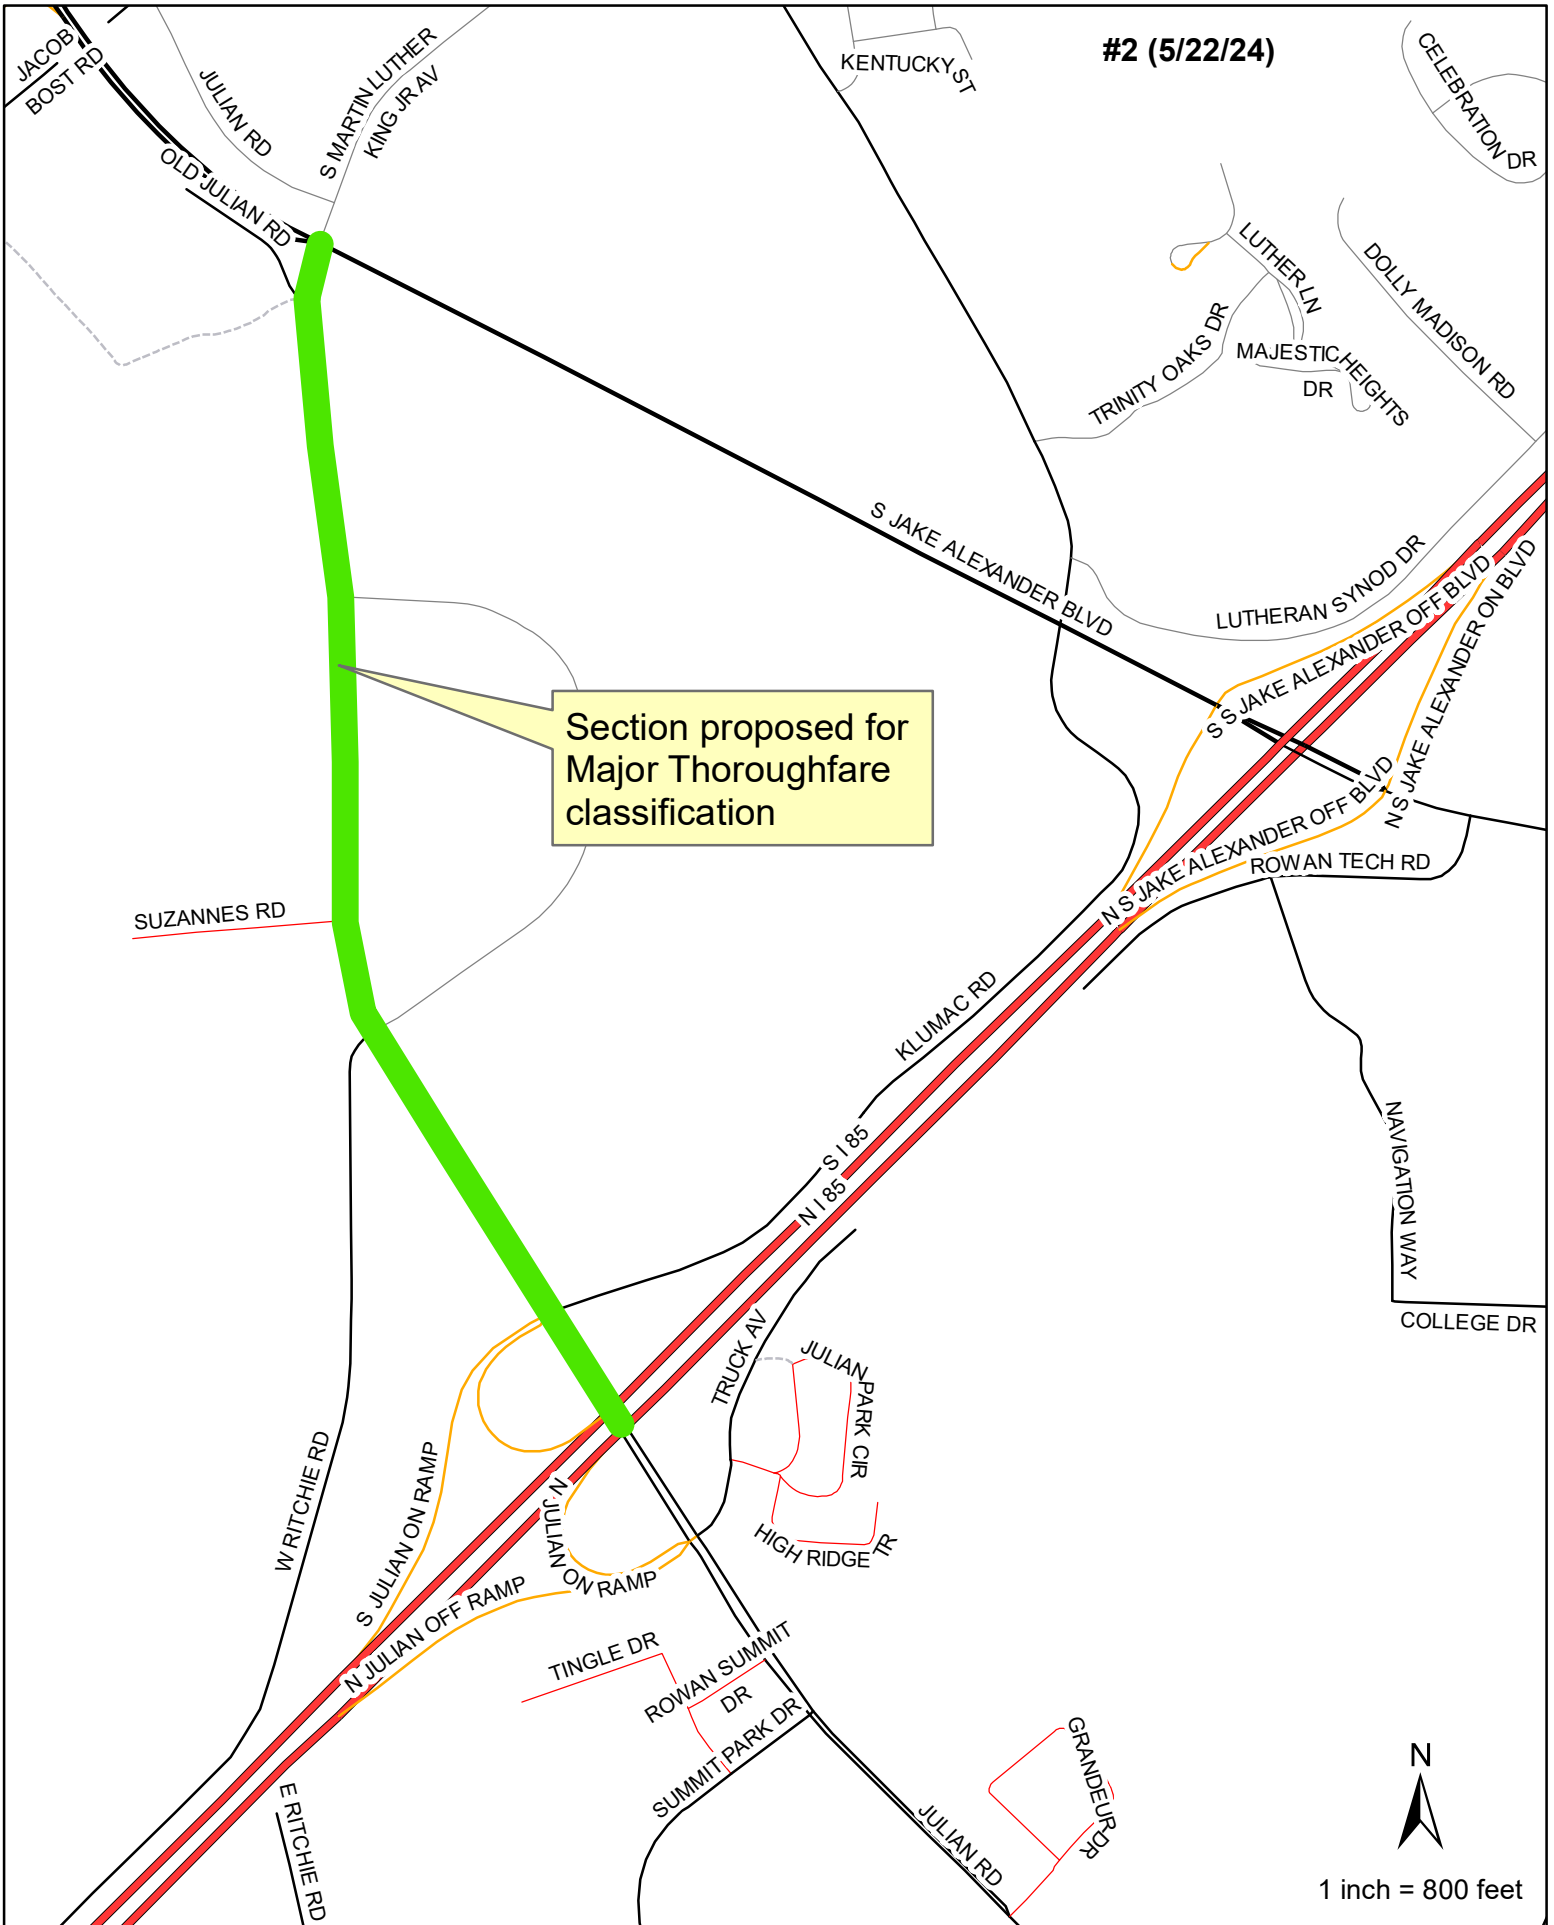 #2 (5/22/24)
JACOB
BOST RD
JULIAN RD
S MARTIN LUTHER
KING JR AV
OLD JULIAN RD
KENTUCKY ST
CELEBRATION DR
LUTHER LN
DOLLY MADISON RD
TRINITY OAKS DR
MAJESTIC HEIGHTS
DR
S JAKE ALEXANDER BLVD
LUTHERAN SYNOD DR
S S JAKE ALEXANDER OFF BLVD
N S JAKE ALEXANDER ON BLVD
Section proposed for
Major Thoroughfare
classification
N S JAKE ALEXANDER OFF BLVD
ROWAN TECH RD
SUZANNES RD
KLUMAC RD
S I 85
N I 85
NAVIGATION WAY
COLLEGE DR
TRUCK AV
JULIAN PARK CIR
W RITCHIE RD
S JULIAN ON RAMP
N JULIAN ON RAMP
HIGH RIDGE TR
N JULIAN OFF RAMP
TINGLE DR
ROWAN SUMMIT
DR
SUMMIT PARK DR
E RITCHIE RD
JULIAN RD
GRANDEUR DR
N
1 inch = 800 feet